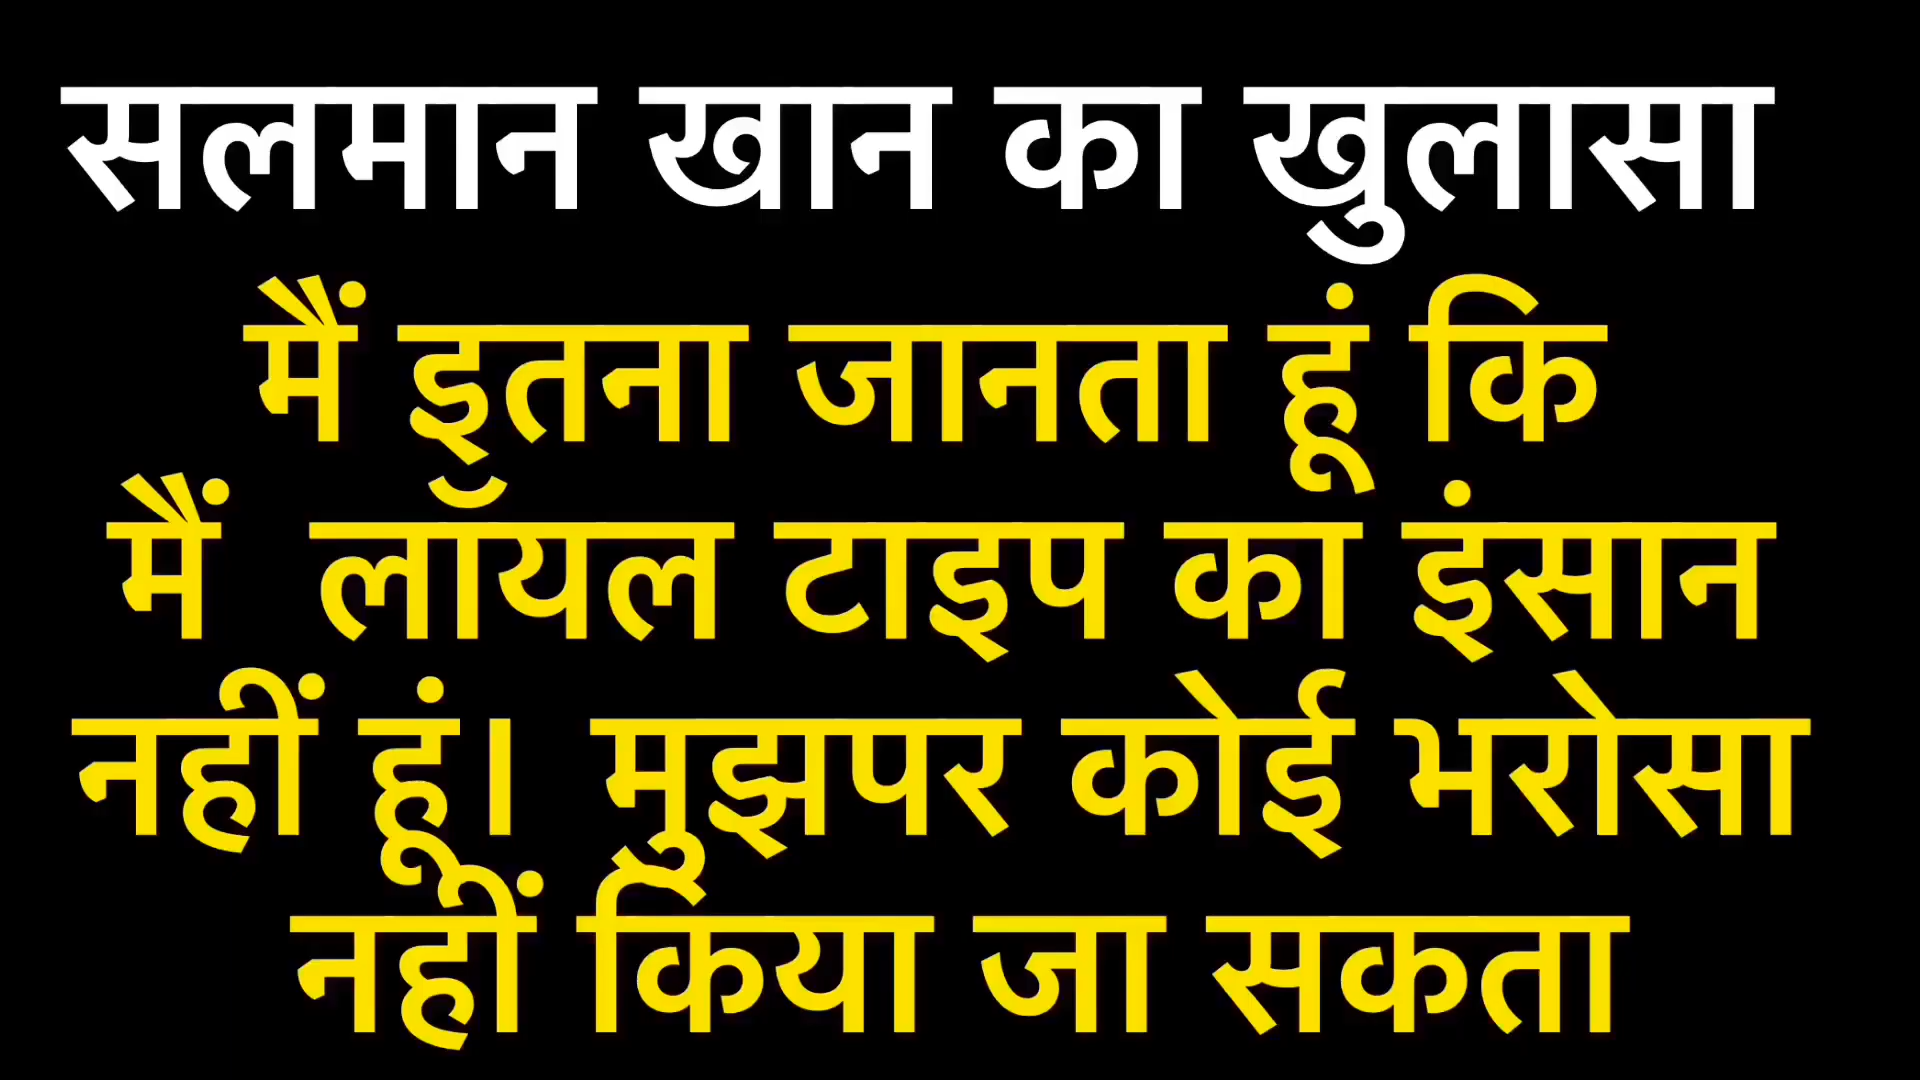 सलमान खान का खुलासा
मैं इतना जानता हूं कि
मैं लॉयल टाइप का इंसान
नहीं हूं। मुझपर कोई भरोसा
नहीं किया जा सकता